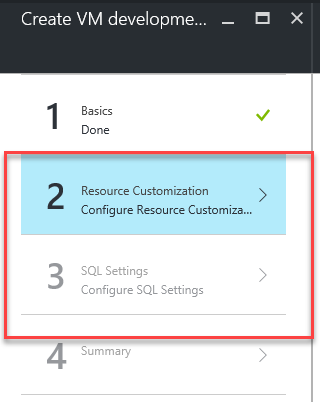 Create VM developme...
1
Basics
Done
2
Resource Customization
Configure Resource Customiza...
3
SQL Settings
Configure SQL Settings
4
Summary